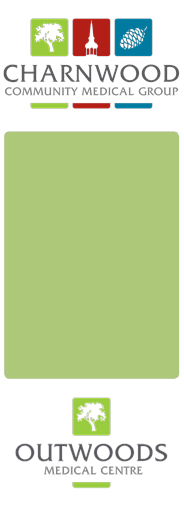 CHARNWOOD
COMMUNITY MEDICAL GROUP
OUTWOODS
MEDICAL CENTRE